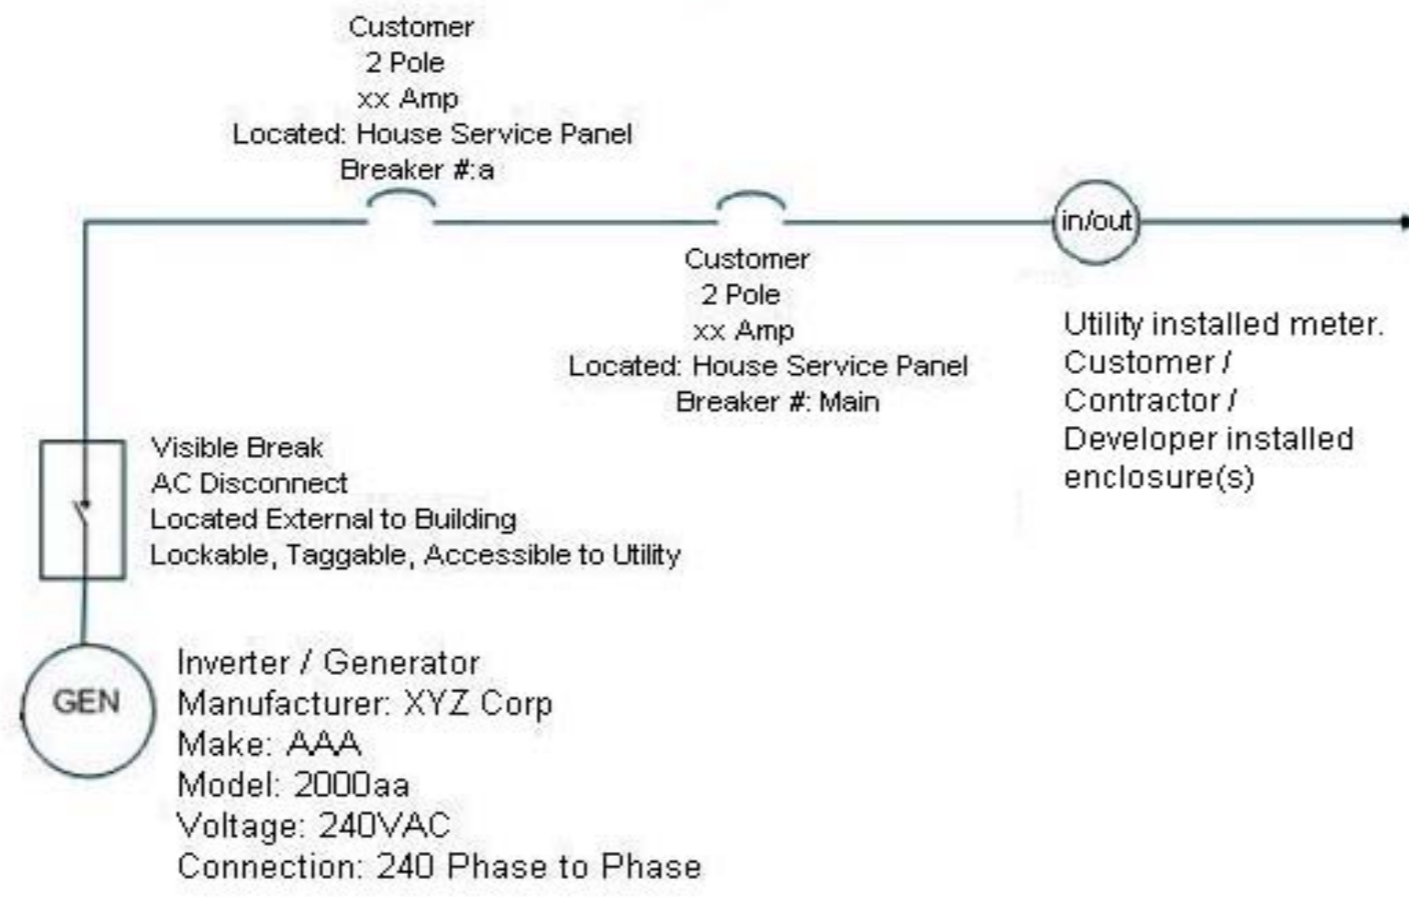 Customer
2 Pole
xx Amp
Located: House Service Panel
Breaker #:a
in/out
Customer
2 Pole
xx Amp
Located: House Service Panel
Breaker #: Main
Utility installed meter.
Customer /
Contractor /
Developer installed
enclosure(s)
Visible Break
AC Disconnect
Located External to Building
Lockable, Taggable, Accessible to Utility
GEN
Inverter / Generator
Manufacturer: XYZ Corp
Make: AAA
Model: 2000aa
Voltage: 240VAC
Connection: 240 Phase to Phase